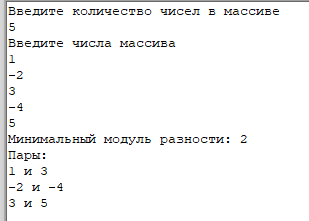 Введите количество чисел в массиве
5
Введите числа массива
1
-2
3
-4
5
Минимальный модуль разности: 2
Пары:
1 и 3
-2 и -4
3 и 5